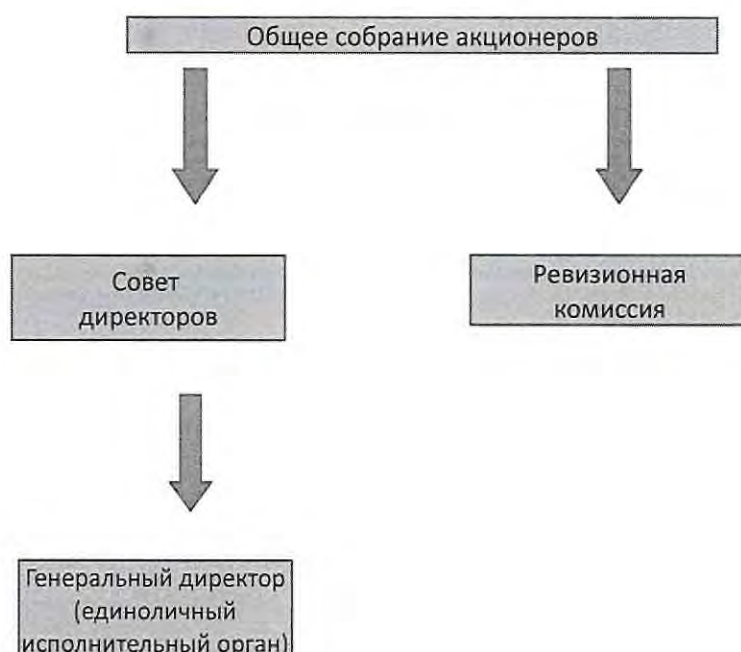 Общее собрание акционеров
Совет
директоров
Ревизионная
комиссия
Генеральный директор
(единоличный
исполнительный орган)